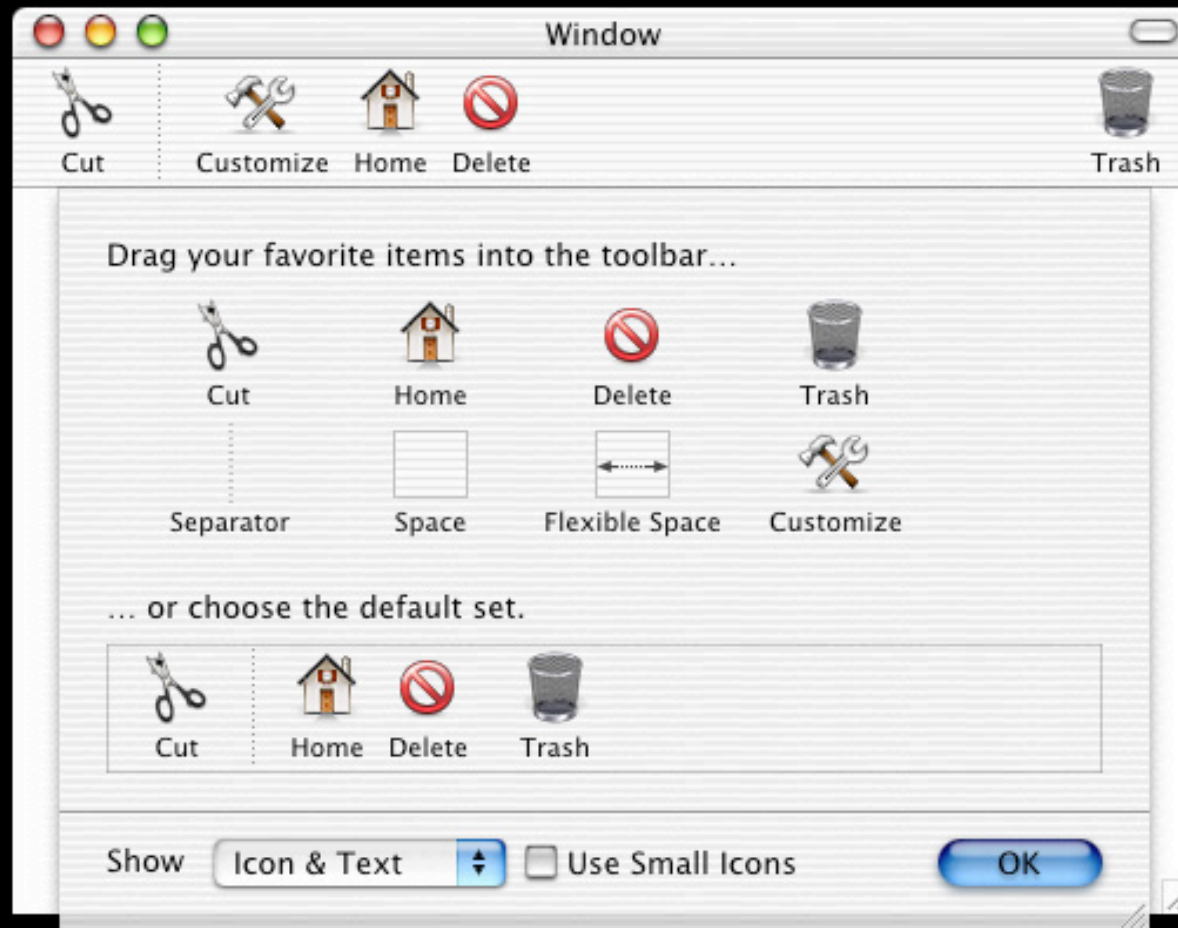 Window
Cut Customize Home Delete Trash
Drag your favorite items into the toolbar...
Cut Home Delete Trash
Separator Space Flexible Space Customize
... or choose the default set.
Cut Home Delete Trash
Show Icon & Text Use Small Icons OK